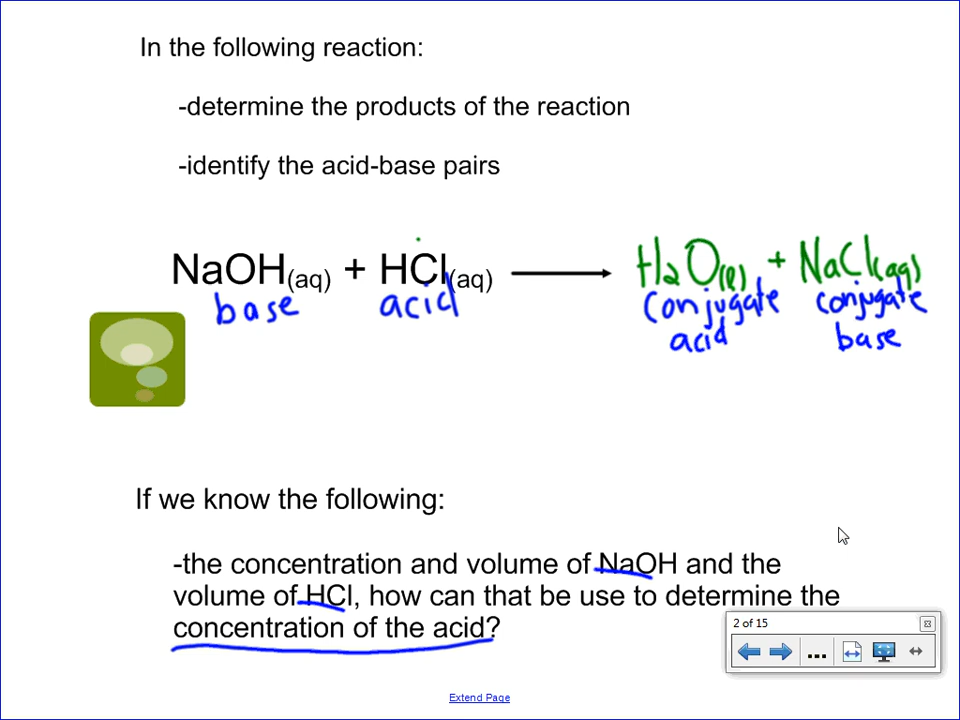 In the following reaction:
-determine the products of the reaction
-identify the acid-base pairs
NaOH(aq) + HCl(aq) ⟶ H2O(l) + NaCl(aq)
base acid conjugate acid conjugate base
If we know the following:
-the concentration and volume of NaOH and the
volume of HCl, how can that be use to determine the
concentration of the acid?
2 of 15
...
Extend Page